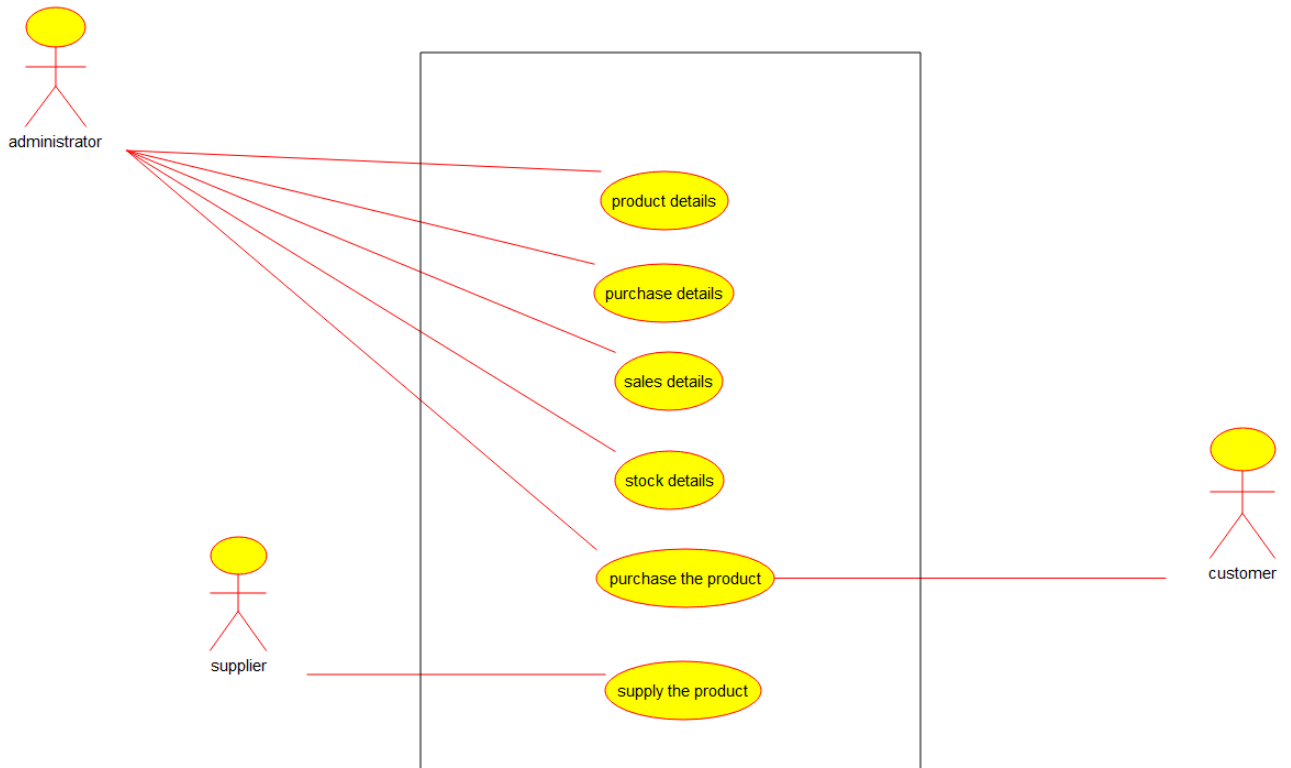 administrator
product details
purchase details
sales details
stock details
purchase the product
customer
supplier
supply the product